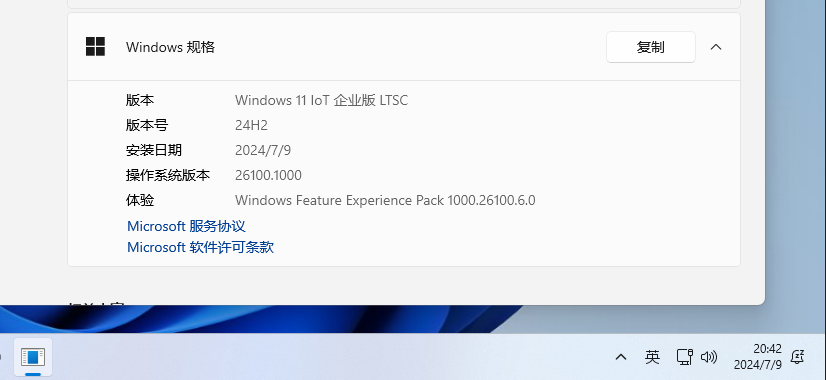 Windows 规格
复制
版本 Windows 11 IoT 企业版 LTSC
版本号 24H2
安装日期 2024/7/9
操作系统版本 26100.1000
体验 Windows Feature Experience Pack 1000.26100.6.0
Microsoft 服务协议
Microsoft 软件许可条款
英
20:42
2024/7/9